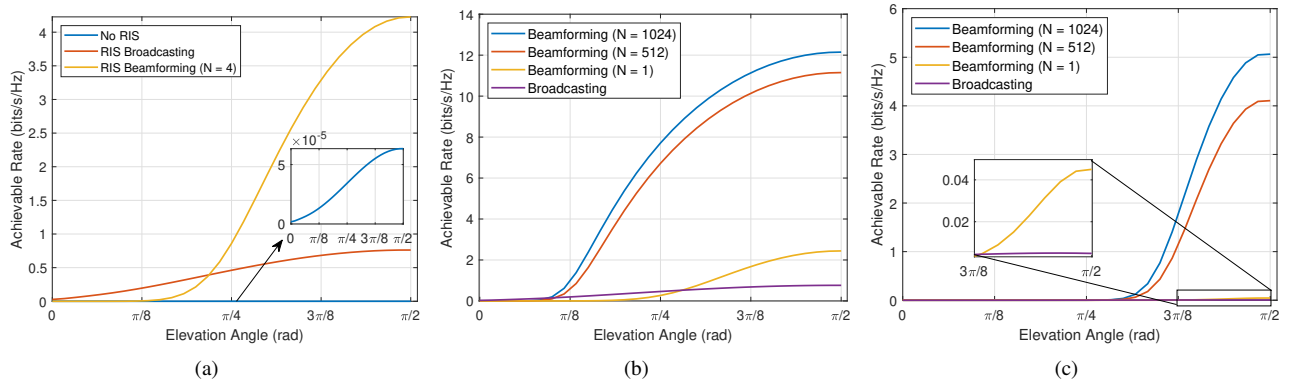 Achievable Rate (bits/s/Hz)
4
3.5
3
2.5
2
1.5
1
0.5
0
No RIS
RIS Broadcasting
RIS Beamforming (N = 4)
×10^-5
5
0
0 π/8 π/4 3π/8 π/2
0 π/8 π/4 3π/8 π/2
Elevation Angle (rad)
(a)
Achievable Rate (bits/s/Hz)
14
12
10
8
6
4
2
0
Beamforming (N = 1024)
Beamforming (N = 512)
Beamforming (N = 1)
Broadcasting
0 π/8 π/4 3π/8 π/2
Elevation Angle (rad)
(b)
Achievable Rate (bits/s/Hz)
6
5
4
3
2
1
0
Beamforming (N = 1024)
Beamforming (N = 512)
Beamforming (N = 1)
Broadcasting
0.04
0.02
3π/8 π/2
0 π/8 π/4 3π/8 π/2
Elevation Angle (rad)
(c)